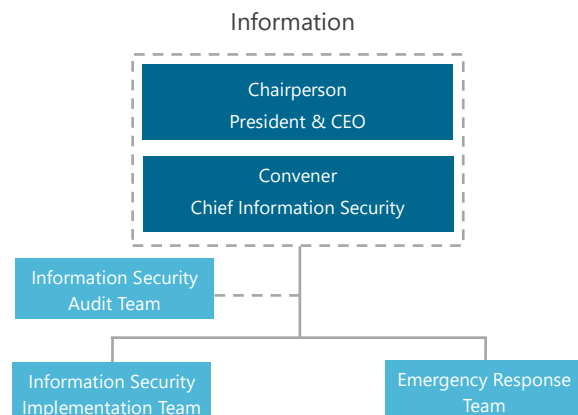 Information
Chairperson
President & CEO
Convener
Chief Information Security
Information Security
Audit Team
Information Security
Implementation Team
Emergency Response
Team